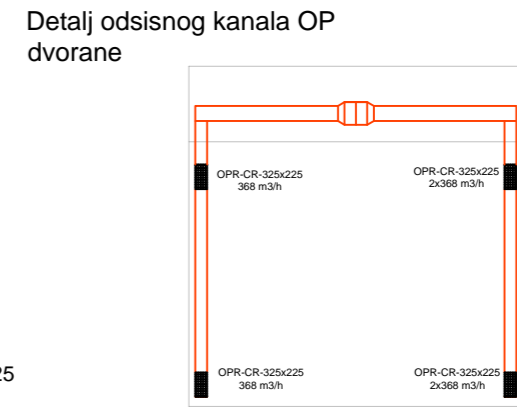 Detalj odsisnog kanala OP
dvorane
OPR-CR-325x225
368 m3/h
OPR-CR-325x225
2x368 m3/h
OPR-CR-325x225
368 m3/h
OPR-CR-325x225
2x368 m3/h